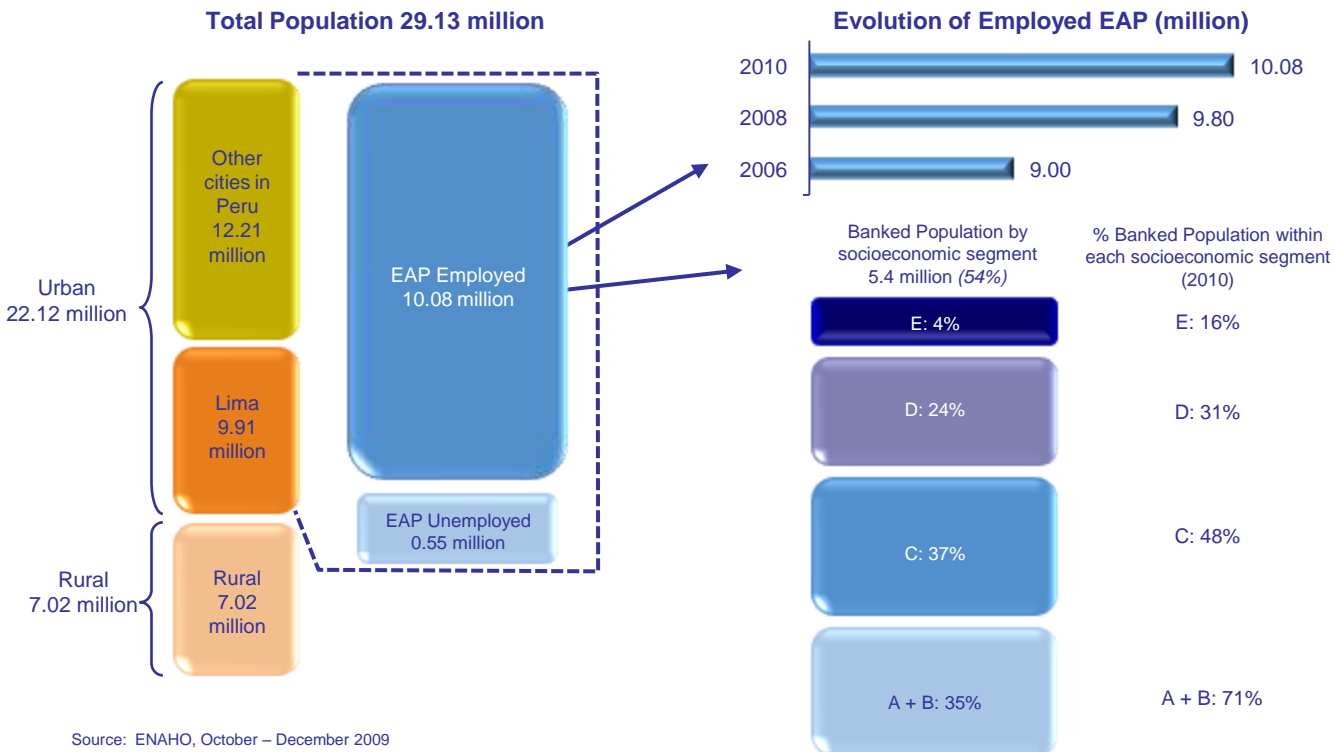 Total Population 29.13 million
Other
cities in
Peru
12.21
million
Urban
22.12 million
Lima
9.91
million
Rural
7.02 million
Rural
7.02
million
EAP Employed
10.08 million
EAP Unemployed
0.55 million
Evolution of Employed EAP (million)
2010 10.08
2008 9.80
2006 9.00
Banked Population by
socioeconomic segment
5.4 million (54%)
% Banked Population within
each socioeconomic segment
(2010)
E: 4% E: 16%
D: 24% D: 31%
C: 37% C: 48%
A + B: 35% A + B: 71%
Source: ENAHO, October – December 2009